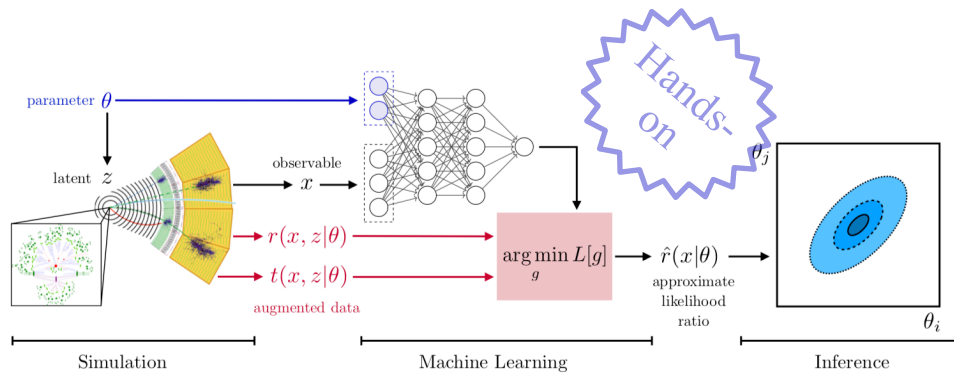 Hands-
on
parameter θ
latent z
observable
x
r(x, z|θ)
t(x, z|θ)
augmented data
arg min L[g]
g
r̂(x|θ)
approximate
likelihood
ratio
θj
θi
Simulation
Machine Learning
Inference